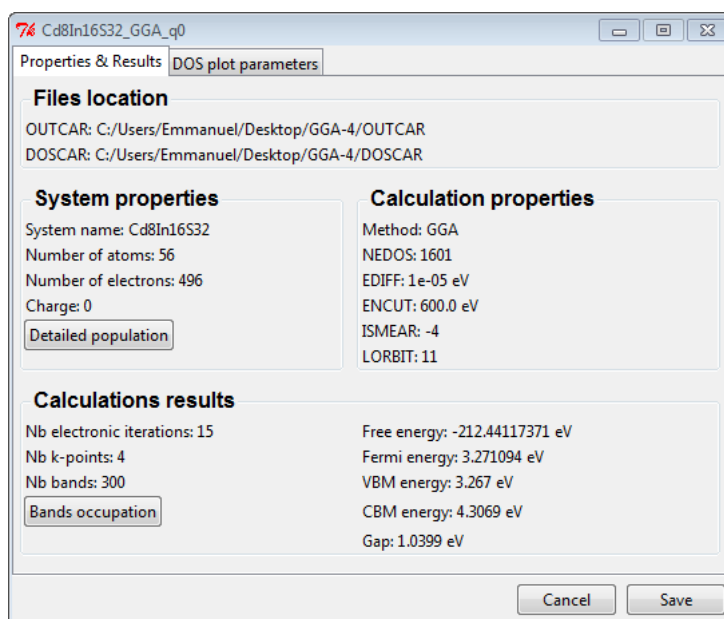 Cd8In16S32_GGA_q0
Properties & Results DOS plot parameters
Files location
OUTCAR: C:/Users/Emmanuel/Desktop/GGA-4/OUTCAR
DOSCAR: C:/Users/Emmanuel/Desktop/GGA-4/DOSCAR
System properties
System name: Cd8In16S32
Number of atoms: 56
Number of electrons: 496
Charge: 0
Detailed population
Calculation properties
Method: GGA
NEDOS: 1601
EDIFF: 1e-05 eV
ENCUT: 600.0 eV
ISMEAR: -4
LORBIT: 11
Calculations results
Nb electronic iterations: 15
Nb k-points: 4
Nb bands: 300
Bands occupation
Free energy: -212.44117371 eV
Fermi energy: 3.271094 eV
VBM energy: 3.267 eV
CBM energy: 4.3069 eV
Gap: 1.0399 eV
Cancel Save